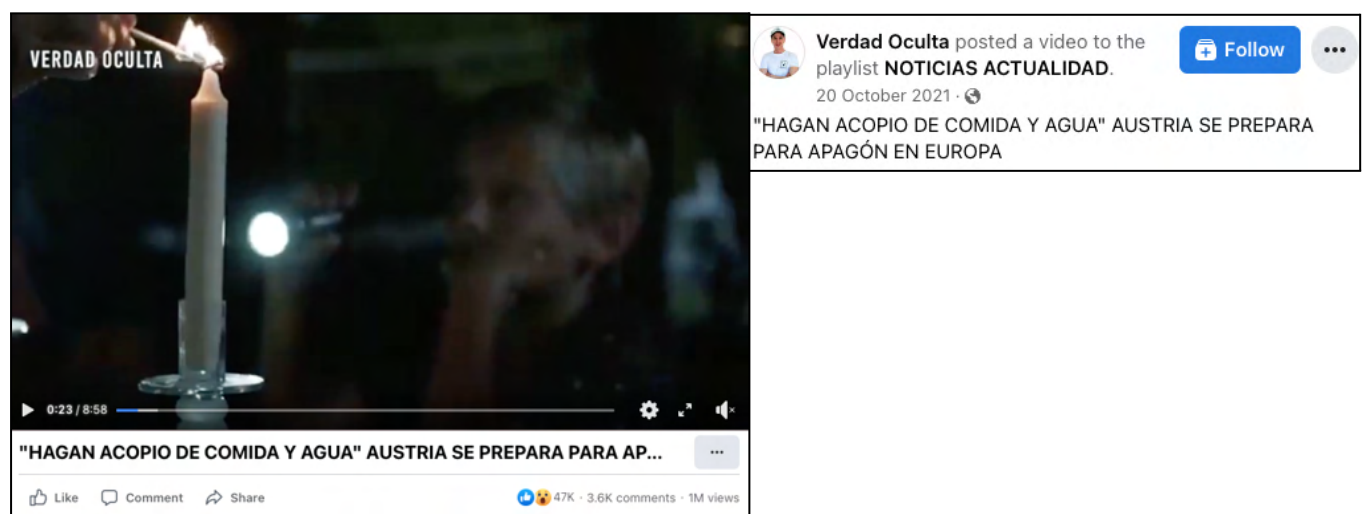 VERDAD OCULTA
0:23 / 8:58
"HAGAN ACOPIO DE COMIDA Y AGUA" AUSTRIA SE PREPARA PARA AP...
Like Comment Share 47K · 3.6K comments · 1M views
Verdad Oculta posted a video to the
playlist NOTICIAS ACTUALIDAD.
20 October 2021 ·
Follow
"HAGAN ACOPIO DE COMIDA Y AGUA" AUSTRIA SE PREPARA
PARA APAGÓN EN EUROPA